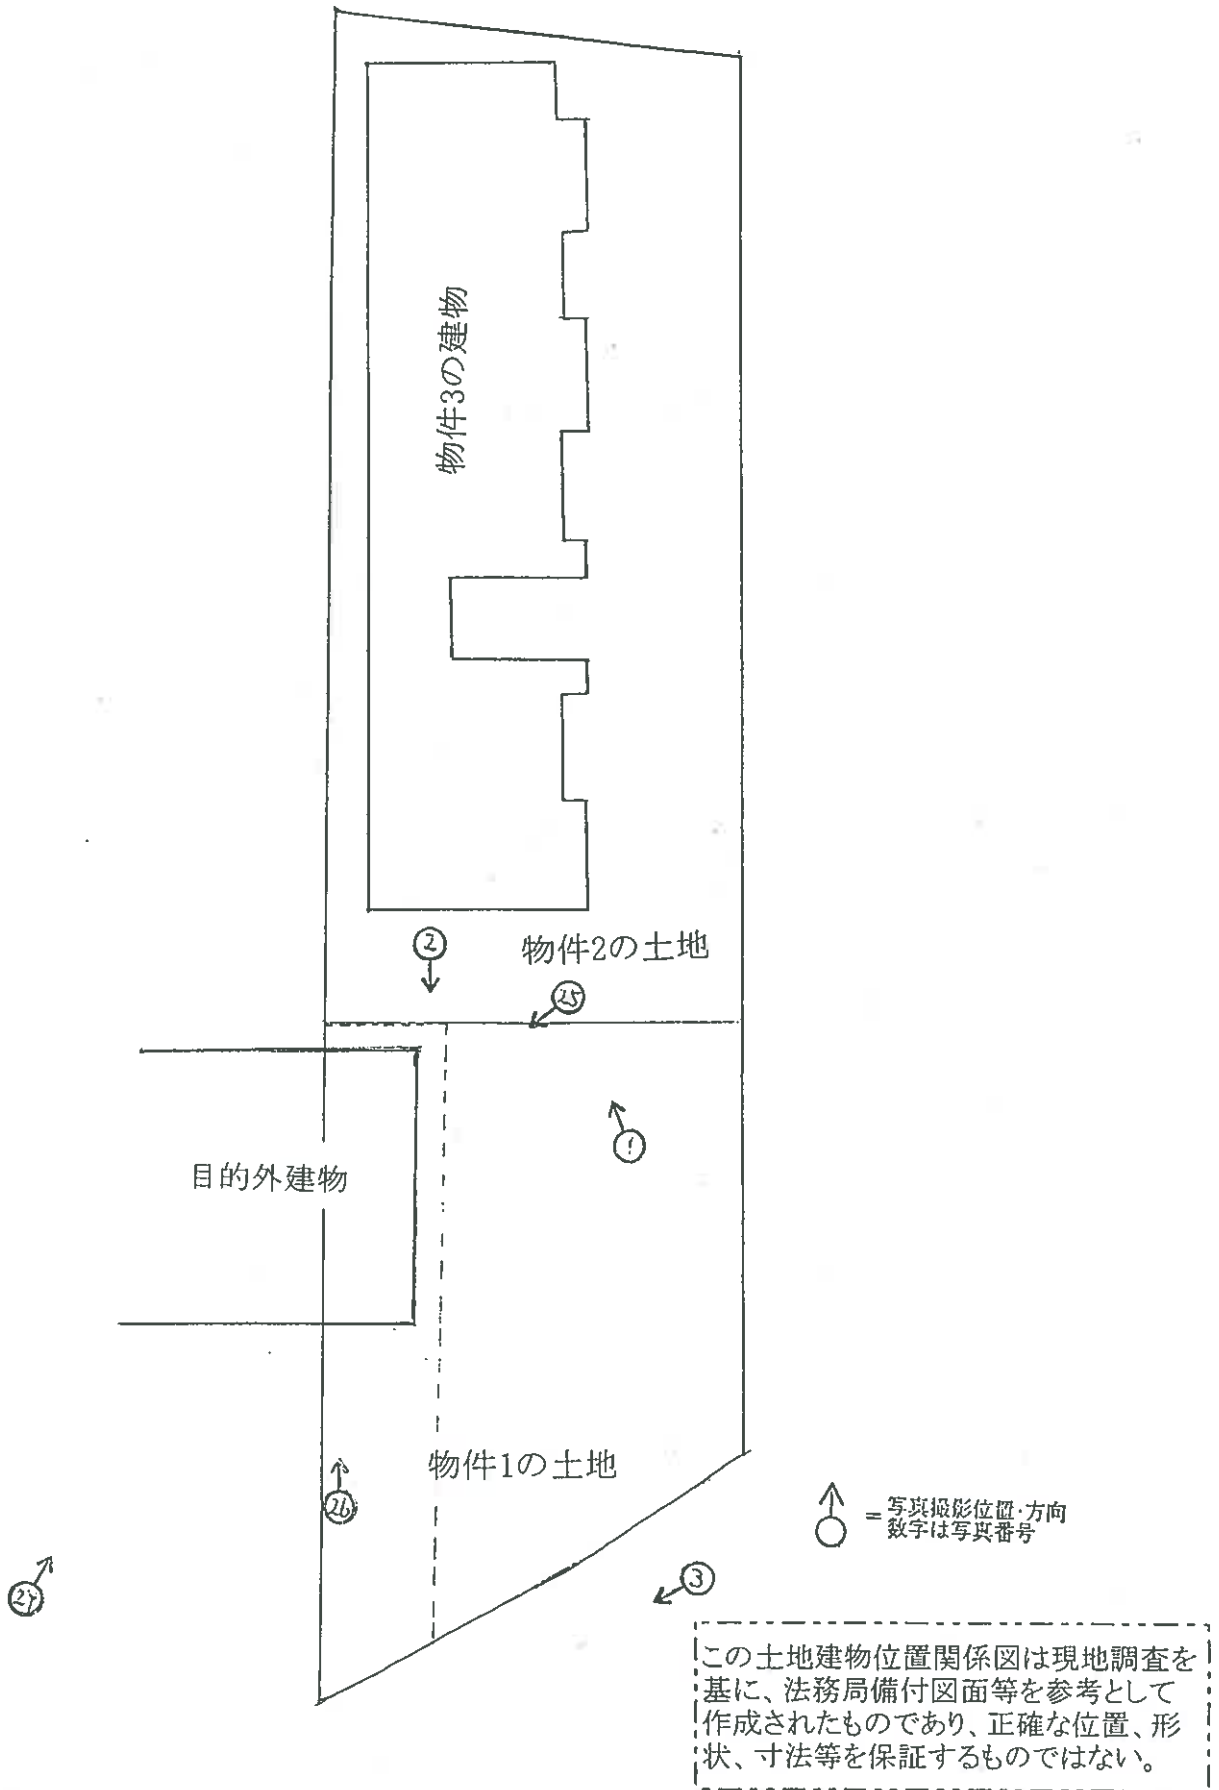 物件3の建物
②
物件2の土地
㉕
①
目的外建物
物件1の土地
㉖
=写真撮影位置・方向
数字は写真番号
③
この土地建物位置関係図は現地調査を
基に、法務局備付図面等を参考として
作成されたものであり、正確な位置、形
状、寸法等を保証するものではない。